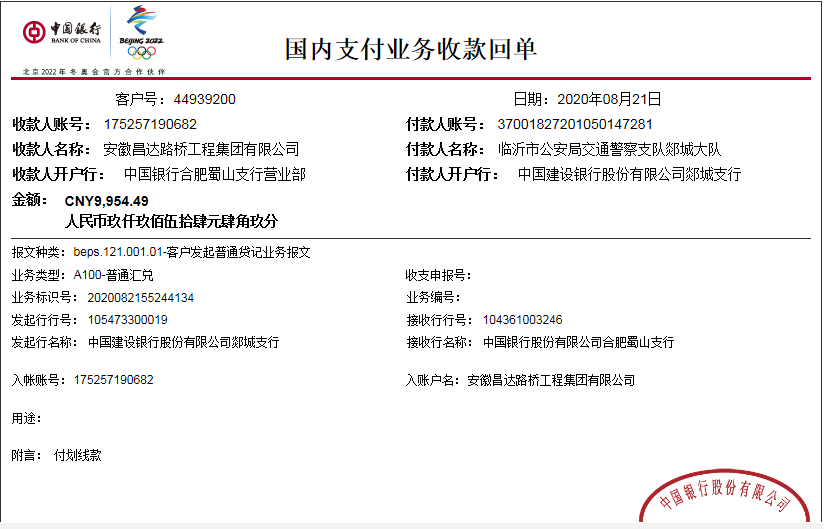 中国银行
BANK OF CHINA
BEIJING 2022
北京2022年冬奥会官方合作伙伴
国内支付业务收款回单
客户号：44939200 日期：2020年08月21日
收款人账号： 175257190682 付款人账号： 37001827201050147281
收款人名称： 安徽昌达路桥工程集团有限公司 付款人名称： 临沂市公安局交通警察支队郯城大队
收款人开户行： 中国银行合肥蜀山支行营业部 付款人开户行： 中国建设银行股份有限公司郯城支行
金额： CNY9,954.49
人民币玖仟玖佰伍拾肆元肆角玖分
报文种类：beps.121.001.01-客户发起普通贷记业务报文
业务类型：A100-普通汇兑 收支申报号：
业务标识号： 2020082155244134 业务编号：
发起行行号： 105473300019 接收行行号： 104361003246
发起行名称： 中国建设银行股份有限公司郯城支行 接收行名称： 中国银行股份有限公司合肥蜀山支行
入帐账号：175257190682 入账户名：安徽昌达路桥工程集团有限公司
用途：
附言： 付划线款
中国银行股份有限公司